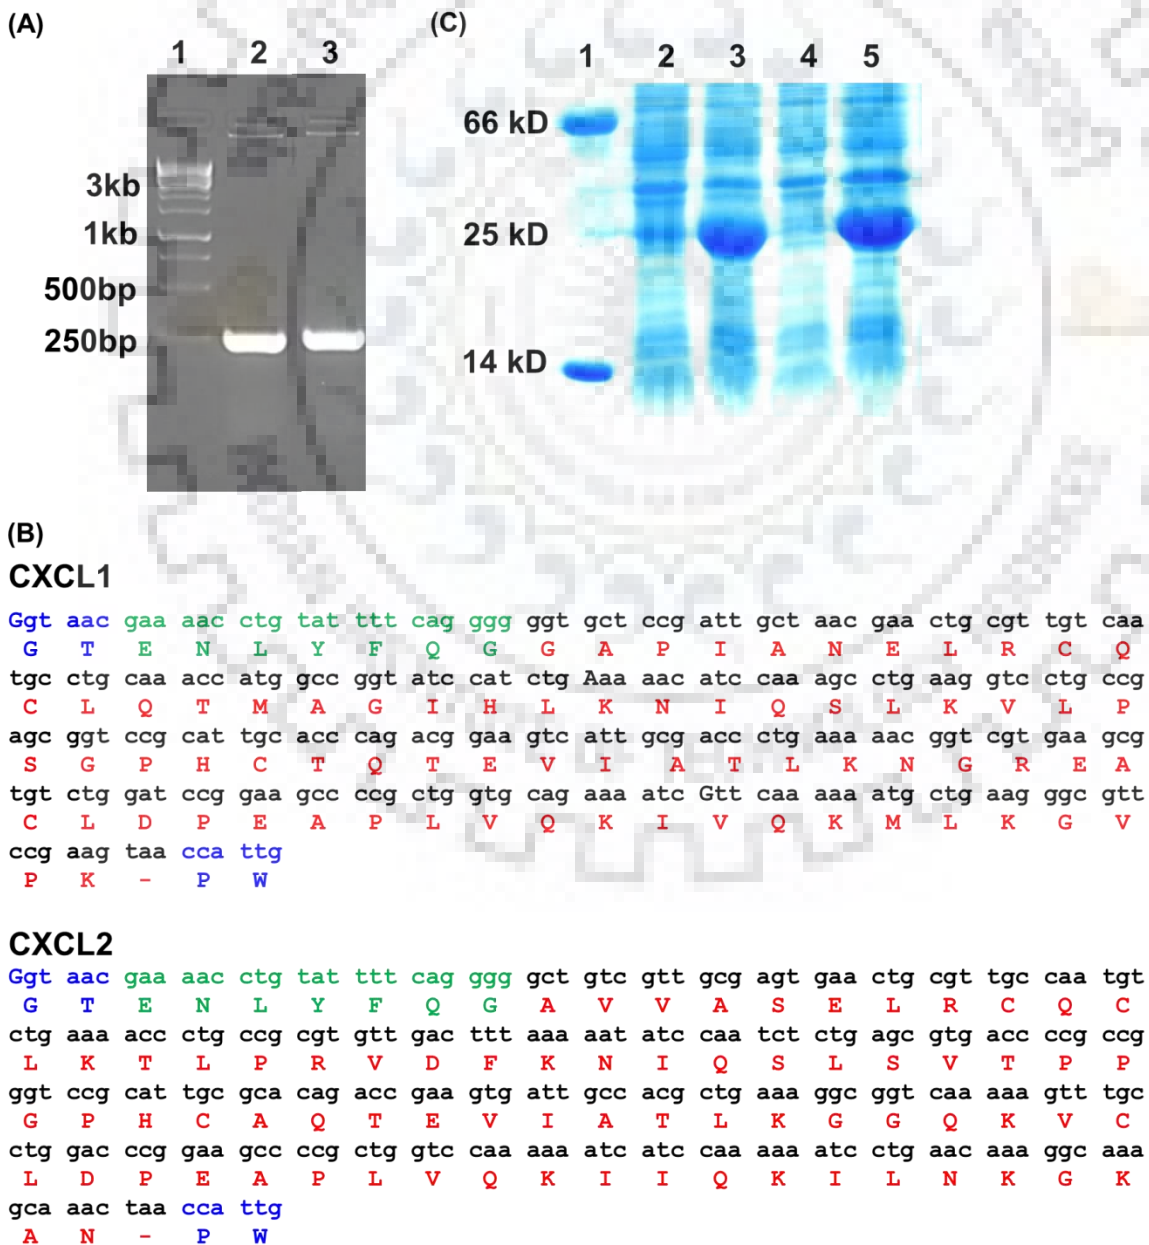 (A)
1 2 3
3kb
1kb
500bp
250bp
(C)
1 2 3 4 5
66 kD
25 kD
14 kD
(B)
CXCL1
Ggt aac gaa aac ctg tat ttt cag ggg ggt gct ccg att gct aac gaa ctg cgt tgt caa
G T E N L Y F Q G G A P I A N E L R C Q
tgc ctg caa acc atg gcc ggt atc cat ctg Aaa aac atc caa agc ctg aag gtc ctg ccg
C L Q T M A G I H L K N I Q S L K V L P
agc ggt ccg cat tgc acc cag acg gaa gtc att gcg acc ctg aaa aac ggt cgt gaa gcg
S G P H C T Q T E V I A T L K N G R E A
tgt ctg gat ccg gaa gcc ccg ctg gtg cag aaa atc Gtt caa aaa atg ctg aag ggc gtt
C L D P E A P L V Q K I V Q K M L K G V
ccg aag taa cca ttg
P K - P W
CXCL2
Ggt aac gaa aac ctg tat ttt cag ggg gct gtc gtt gcg agt gaa ctg cgt tgc caa tgt
G T E N L Y F Q G A V V A S E L R C Q C
ctg aaa acc ctg ccg cgt gtt gac ttt aaa aat atc caa tct ctg agc gtg acc ccg ccg
L K T L P R V D F K N I Q S L S V T P P
ggt ccg cat tgc gca cag acc gaa gtg att gcc acg ctg aaa ggc ggt caa aaa gtt tgc
G P H C A Q T E V I A T L K G G Q K V C
ctg gac ccg gaa gcc ccg ctg gtc caa aaa atc atc caa aaa atc ctg aac aaa ggc aaa
L D P E A P L V Q K I I Q K I L N K G K
gca aac taa cca ttg
A N - P W